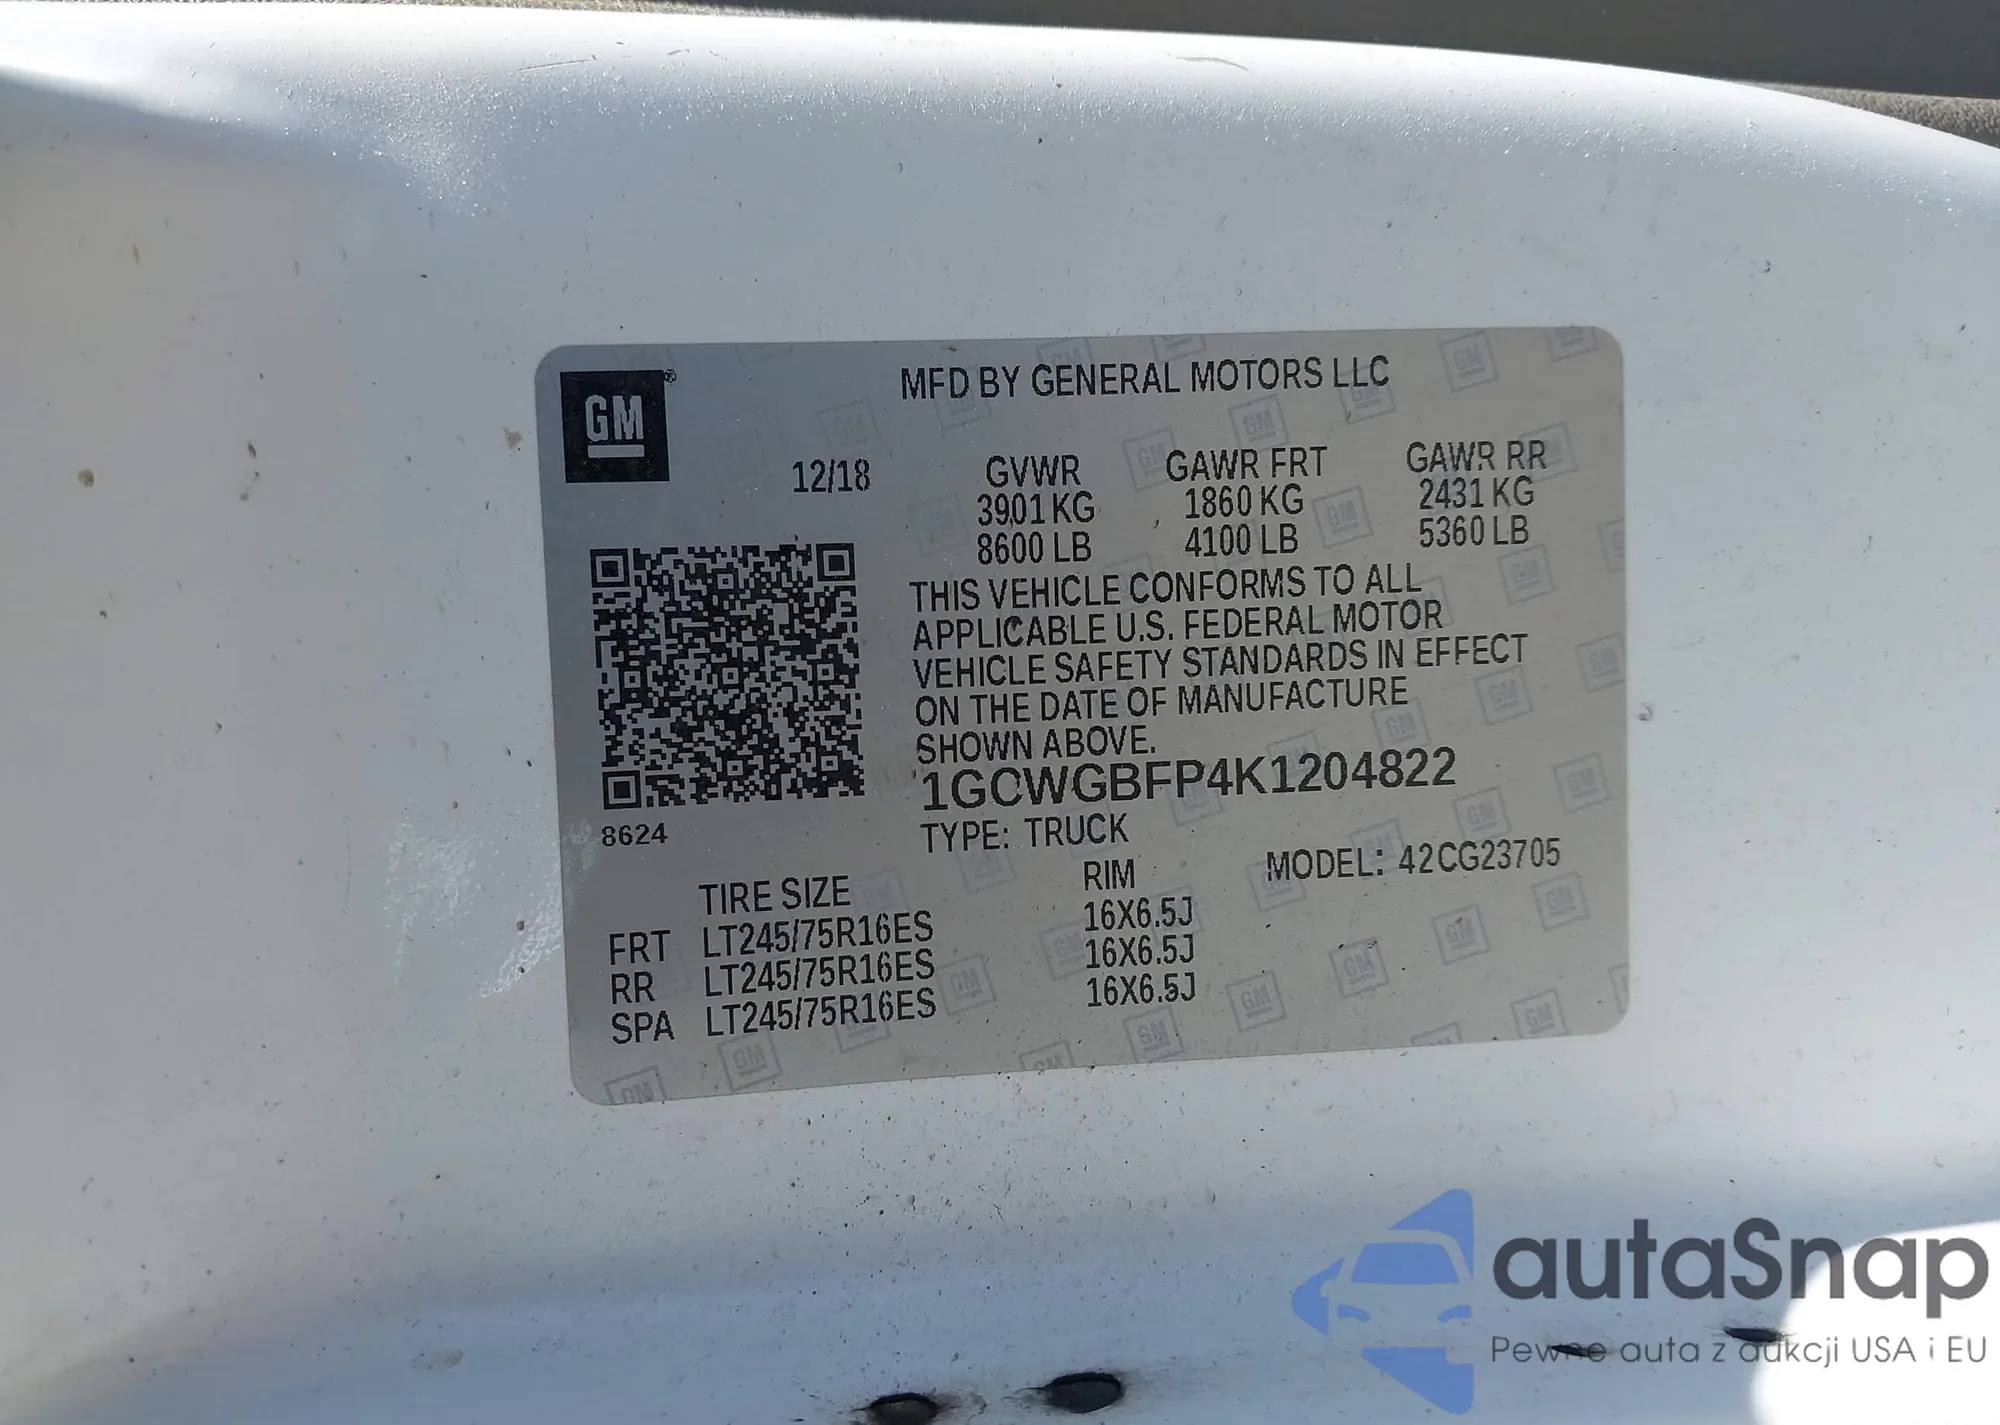 GM®
MFD BY GENERAL MOTORS LLC
12/18 GVWR GAWR FRT GAWR RR
3901 KG 1860 KG 2431 KG
8600 LB 4100 LB 5360 LB
THIS VEHICLE CONFORMS TO ALL
APPLICABLE U.S. FEDERAL MOTOR
VEHICLE SAFETY STANDARDS IN EFFECT
ON THE DATE OF MANUFACTURE
SHOWN ABOVE.
1GCWGBFP4K1204822
8624
TYPE: TRUCK
MODEL: 42CG23705
TIRE SIZE RIM
FRT LT245/75R16ES 16X6.5J
RR LT245/75R16ES 16X6.5J
SPA LT245/75R16ES 16X6.5J
autaSnap
Pewne auta z aukcji USA i EU